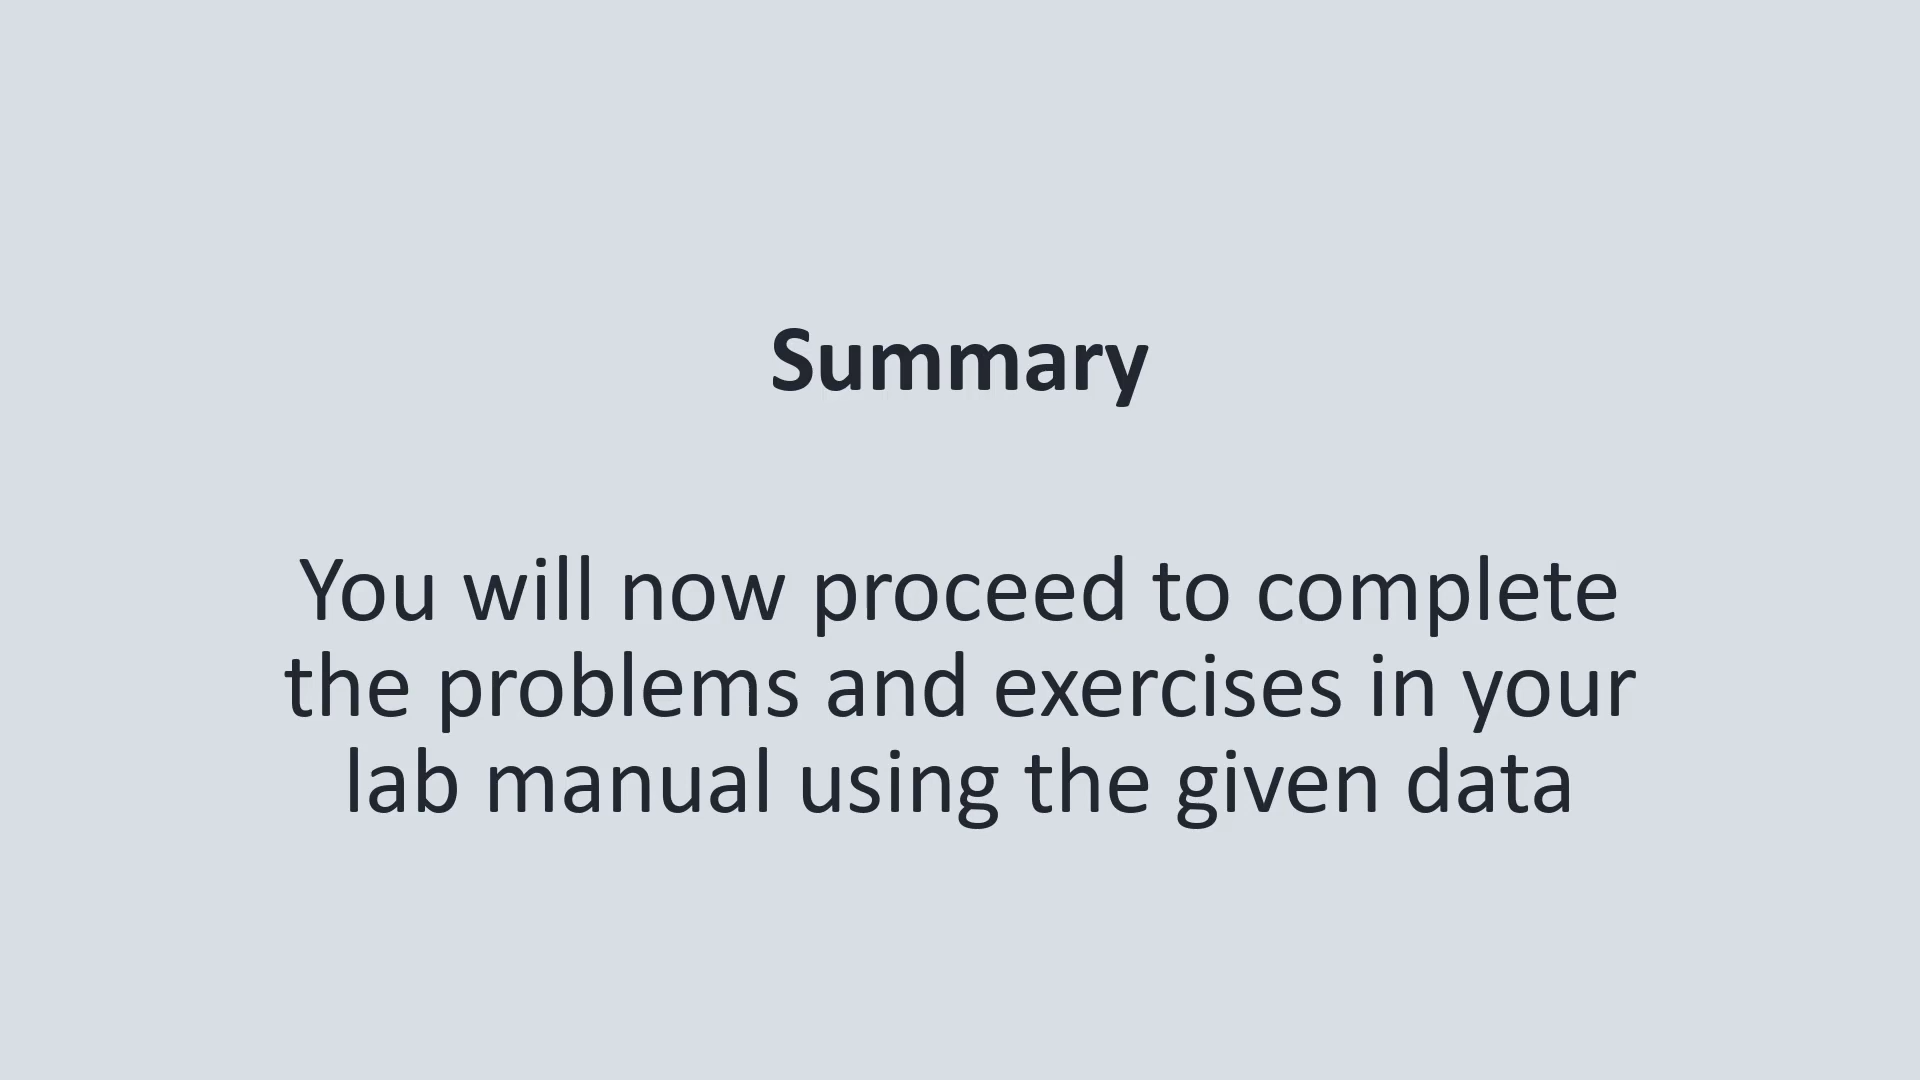 Summary
You will now proceed to complete
the problems and exercises in your
lab manual using the given data